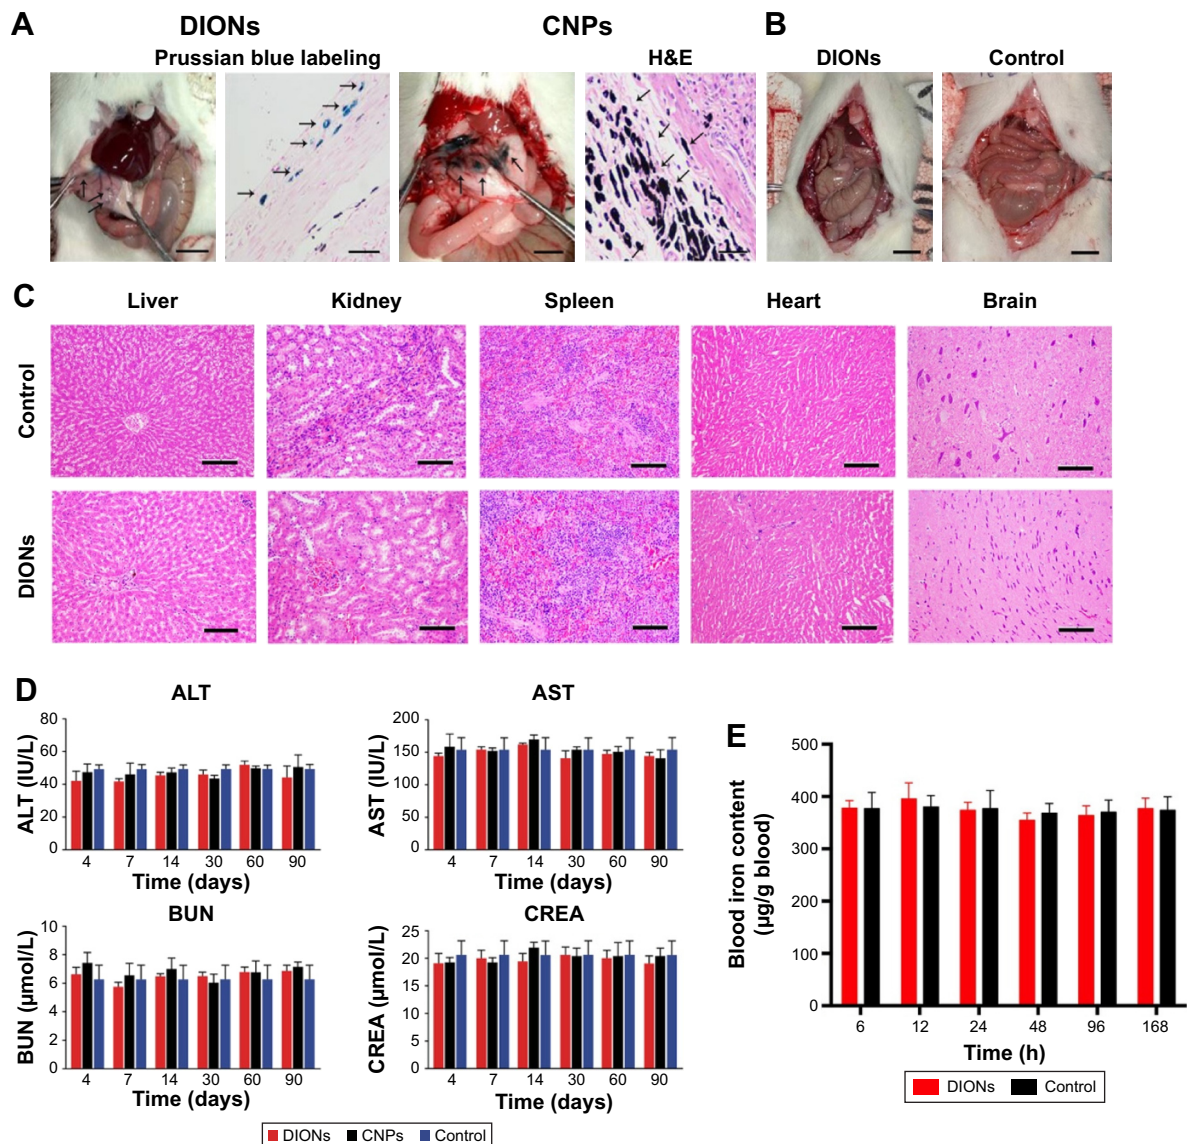 A
DIONs
CNPs
B
Prussian blue labeling
H&E
DIONs
Control
C
Liver
Kidney
Spleen
Heart
Brain
Control
DIONs
D
ALT
80
60
40
20
0
ALT (IU/L)
4 7 14 30 60 90
Time (days)
AST
200
150
100
50
0
AST (IU/L)
4 7 14 30 60 90
Time (days)
BUN
10
8
6
4
2
0
BUN (µmol/L)
4 7 14 30 60 90
Time (days)
CREA
25
20
15
10
5
0
CREA (µmol/L)
4 7 14 30 60 90
Time (days)
DIONs CNPs Control
E
500
400
300
200
100
0
Blood iron content
(µg/g blood)
6 12 24 48 96 168
Time (h)
DIONs Control